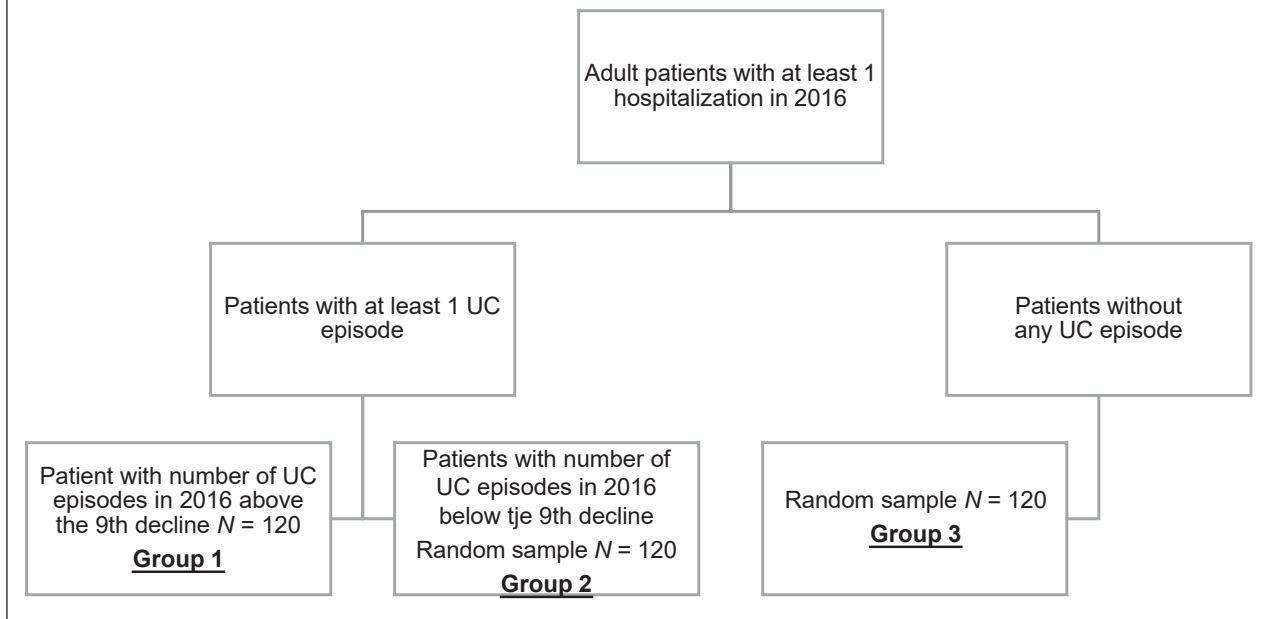 Adult patients with at least 1
hospitalization in 2016
Patients with at least 1 UC
episode
Patients without
any UC episode
Patient with number of UC
episodes in 2016 above
the 9th decline N = 120
Group 1
Patients with number of
UC episodes in 2016
below tje 9th decline
Random sample N = 120
Group 2
Random sample N = 120
Group 3